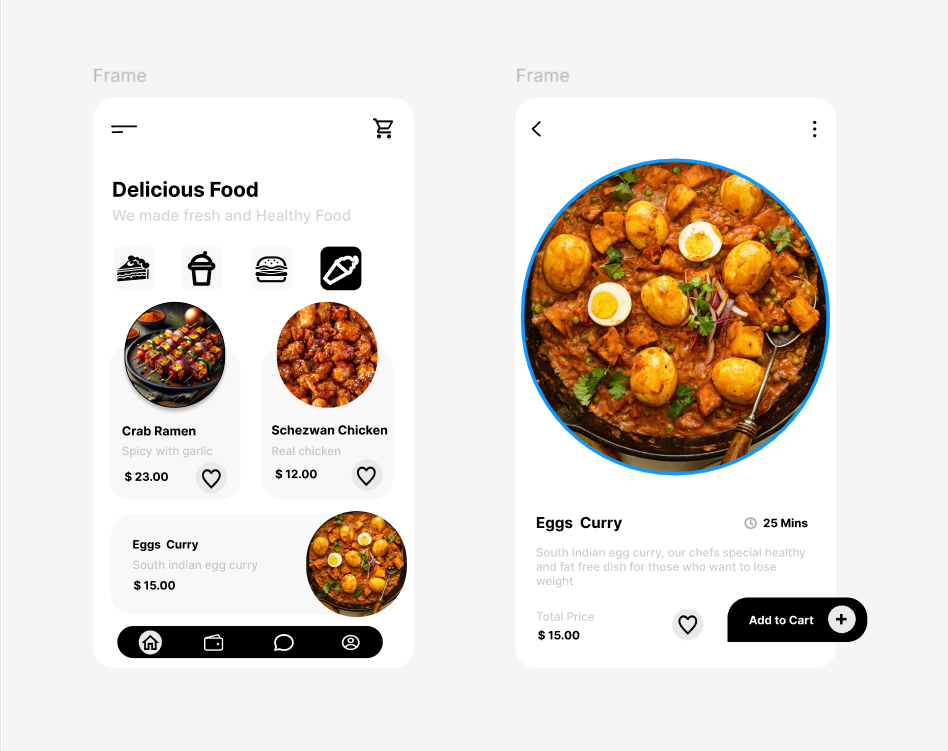 Frame
Delicious Food
We made fresh and Healthy Food
Crab Ramen
Spicy with garlic
$ 23.00
Schezwan Chicken
Real chicken
$ 12.00
Eggs Curry
South indian egg curry
$ 15.00
Frame
Eggs Curry
25 Mins
South Indian egg curry, our chefs special healthy
and fat free dish for those who want to lose
weight
Total Price
$ 15.00
Add to Cart